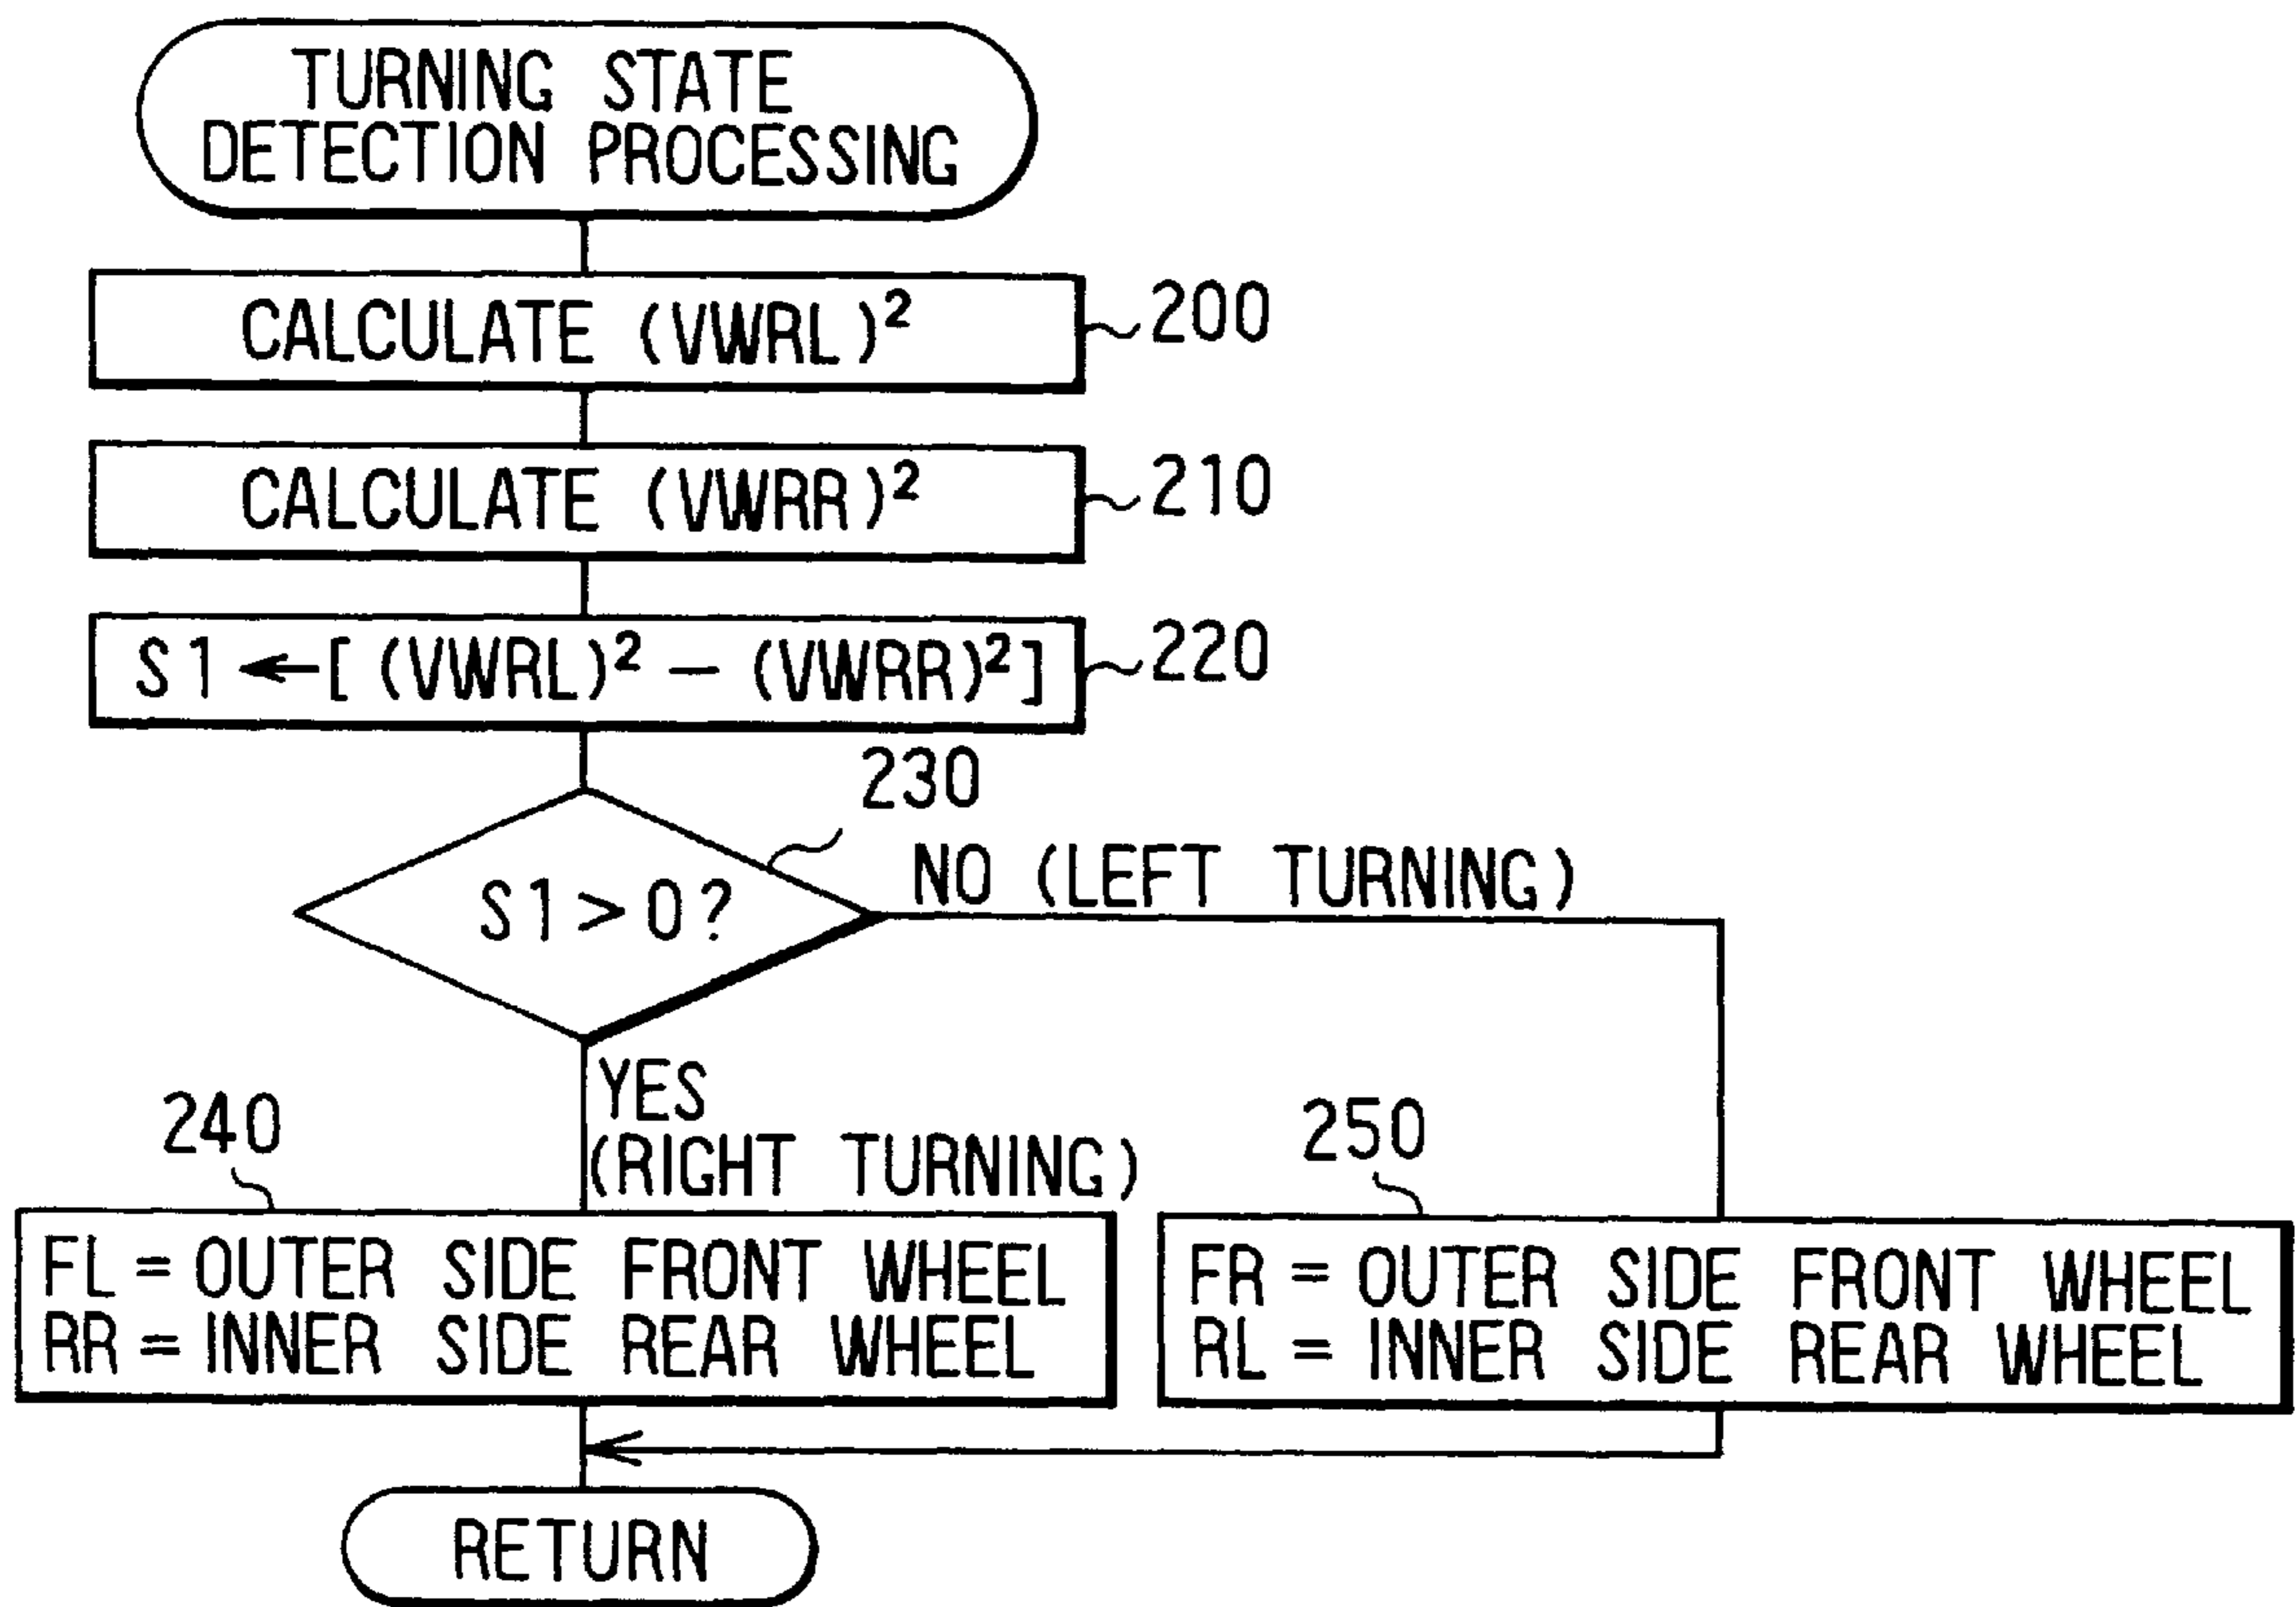 TURNING STATE
DETECTION PROCESSING
CALCULATE (VWRL)²
200
CALCULATE (VWRR)²
210
S1 ← [ (VWRL)² − (VWRR)² ]
220
230
S1 > 0 ?
NO (LEFT TURNING)
YES
(RIGHT TURNING)
240
FL = OUTER SIDE FRONT WHEEL
RR = INNER SIDE REAR WHEEL
250
FR = OUTER SIDE FRONT WHEEL
RL = INNER SIDE REAR WHEEL
RETURN